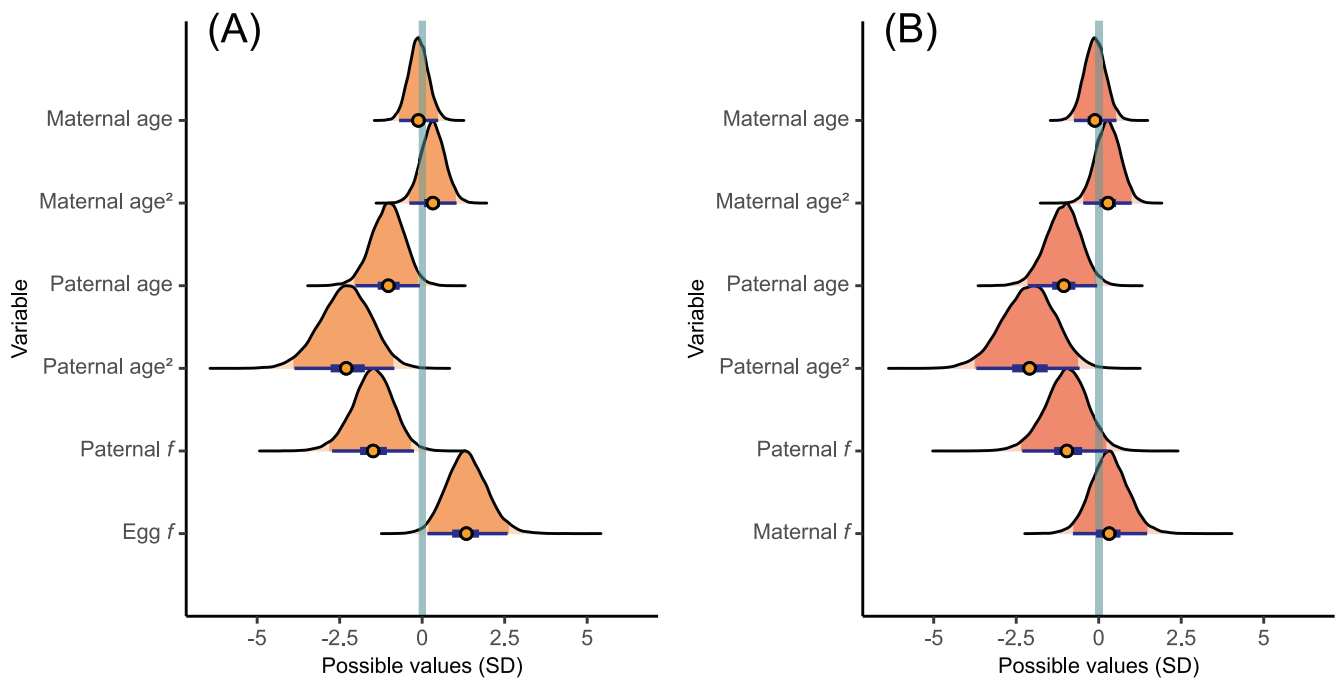 (A)
Variable
Maternal age
Maternal age²
Paternal age
Paternal age²
Paternal f
Egg f
-5
-2.5
0
2.5
5
Possible values (SD)
(B)
Variable
Maternal age
Maternal age²
Paternal age
Paternal age²
Paternal f
Maternal f
-5
-2.5
0
2.5
5
Possible values (SD)